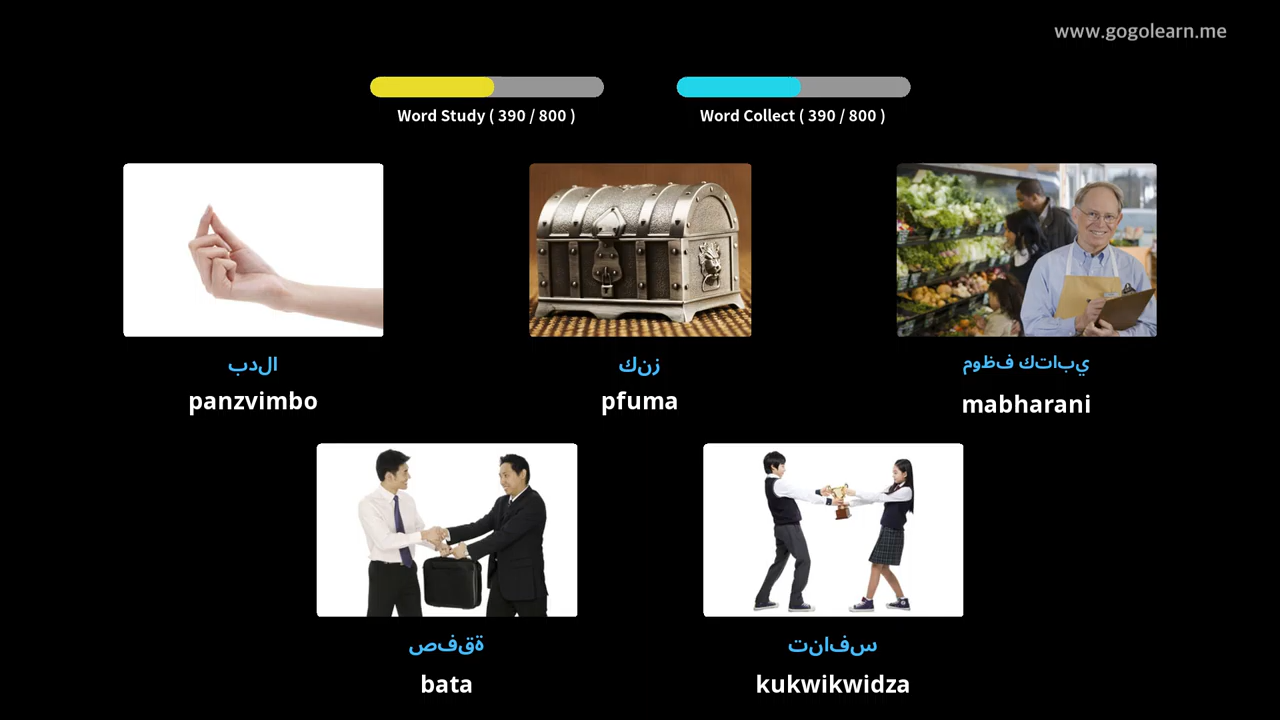 www.gogolearn.me
Word Study ( 390 / 800 )
Word Collect ( 390 / 800 )
الدب
زنك
يباتك فظوم
panzvimbo
pfuma
mabharani
ةقفص
سفانت
bata
kukwikwidza